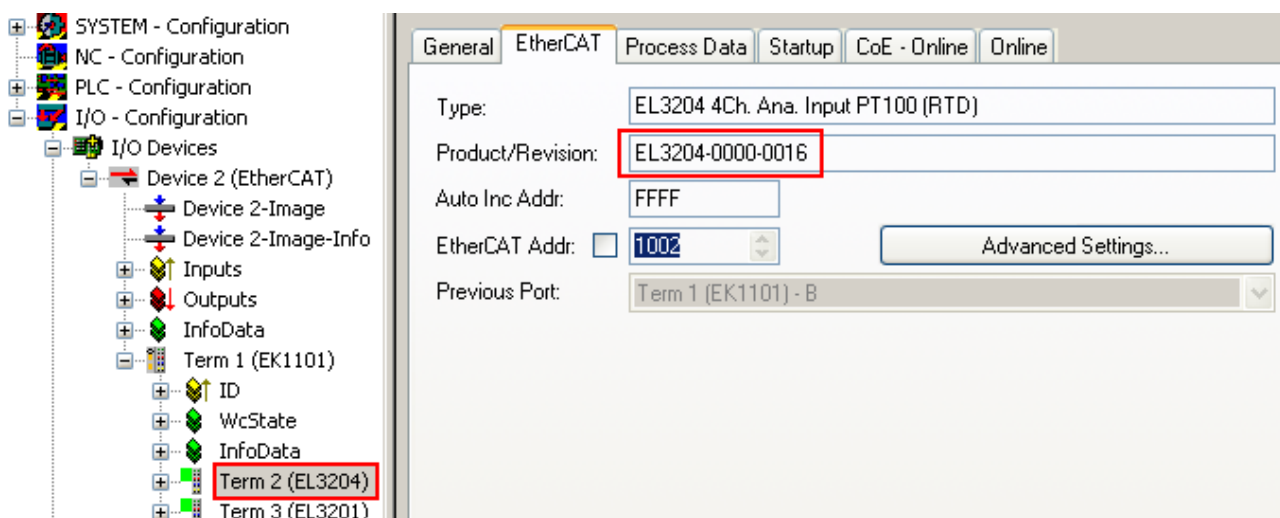 SYSTEM - Configuration
NC - Configuration
PLC - Configuration
I/O - Configuration
I/O Devices
Device 2 (EtherCAT)
Device 2-Image
Device 2-Image-Info
Inputs
Outputs
InfoData
Term 1 (EK1101)
ID
WcState
InfoData
Term 2 (EL3204)
Term 3 (EL3201)
General EtherCAT Process Data Startup CoE - Online Online
Type: EL3204 4Ch. Ana. Input PT100 (RTD)
Product/Revision: EL3204-0000-0016
Auto Inc Addr: FFFF
EtherCAT Addr: 1002 Advanced Settings...
Previous Port: Term 1 (EK1101) - B